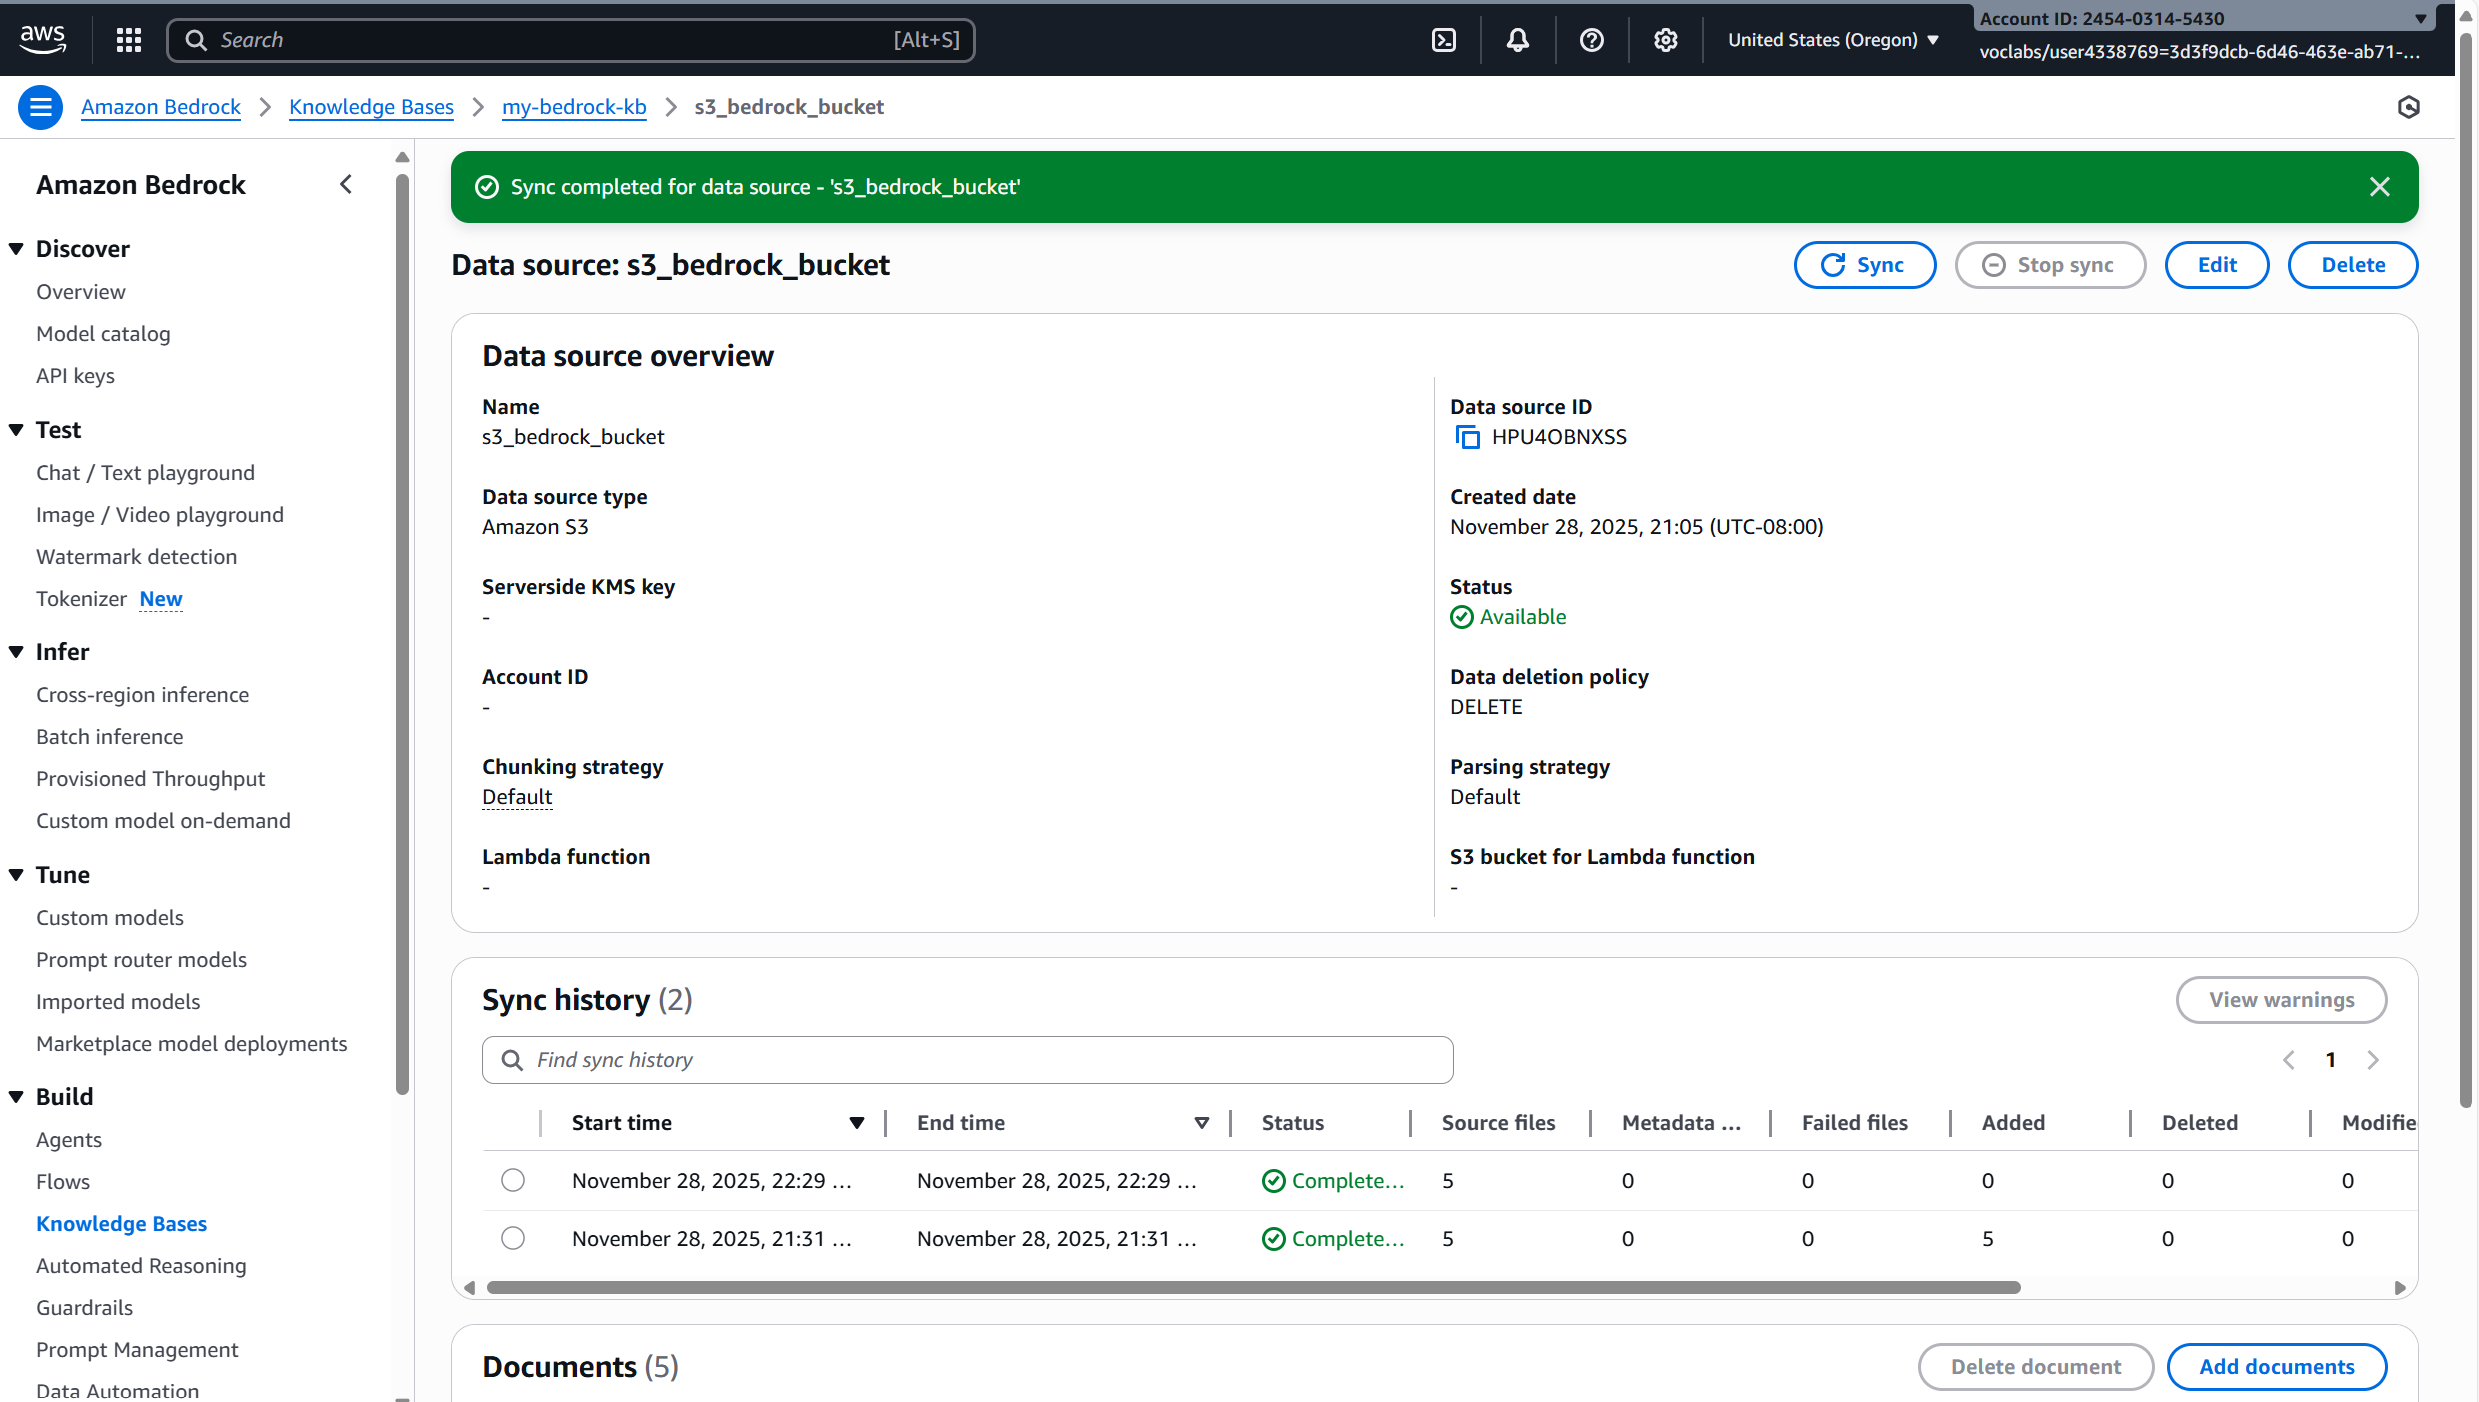 aws
Search [Alt+S]
United States (Oregon)
Account ID: 2454-0314-5430
voclabs/user4338769=3d3f9dcb-6d46-463e-ab71-...
Amazon Bedrock > Knowledge Bases > my-bedrock-kb > s3_bedrock_bucket
Amazon Bedrock
Discover
Overview
Model catalog
API keys
Test
Chat / Text playground
Image / Video playground
Watermark detection
Tokenizer New
Infer
Cross-region inference
Batch inference
Provisioned Throughput
Custom model on-demand
Tune
Custom models
Prompt router models
Imported models
Marketplace model deployments
Build
Agents
Flows
Knowledge Bases
Automated Reasoning
Guardrails
Prompt Management
Data Automation
Sync completed for data source - 's3_bedrock_bucket'
Data source: s3_bedrock_bucket
Sync Stop sync Edit Delete
Data source overview
Name
s3_bedrock_bucket
Data source type
Amazon S3
Serverside KMS key
-
Account ID
-
Chunking strategy
Default
Lambda function
-
Data source ID
HPU4OBNXSS
Created date
November 28, 2025, 21:05 (UTC-08:00)
Status
Available
Data deletion policy
DELETE
Parsing strategy
Default
S3 bucket for Lambda function
-
Sync history (2)
View warnings
Find sync history
1
Start time End time Status Source files Metadata ... Failed files Added Deleted Modifie
November 28, 2025, 22:29 ... November 28, 2025, 22:29 ... Complete... 5 0 0 0 0 0
November 28, 2025, 21:31 ... November 28, 2025, 21:31 ... Complete... 5 0 0 5 0 0
Documents (5)
Delete document Add documents